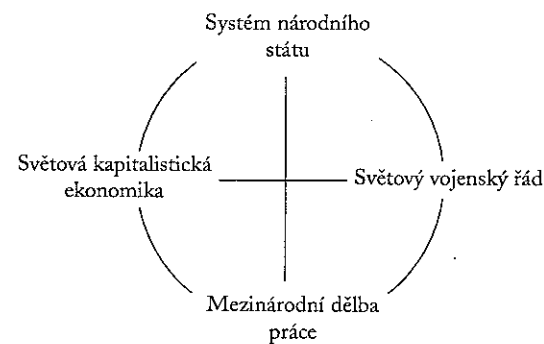 Systém národního
státu
Světová kapitalistická
ekonomika
Světový vojenský řád
Mezinárodní dělba
práce